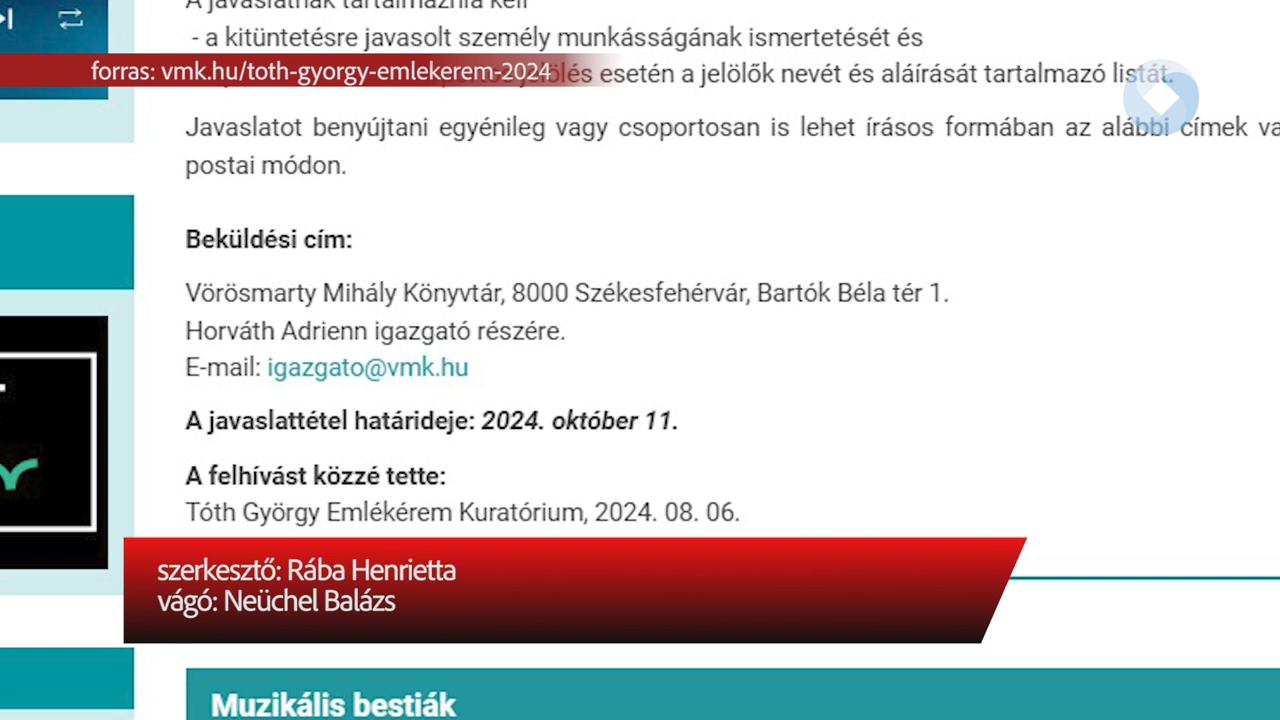 A javaslatnak tartalmaznia kell
- a kitüntetésre javasolt személy munkásságának ismertetését és
forras: vmk.hu/toth-gyorgy-emlekerem-2024
esetén a jelölők nevét és aláírását tartalmazó listát.
Javaslatot benyújtani egyénileg vagy csoportosan is lehet írásos formában az alábbi címek
postai módon.
Beküldési cím:
Vörösmarty Mihály Könyvtár, 8000 Székesfehérvár, Bartók Béla tér 1.
Horváth Adrienn igazgató részére.
E-mail: igazgato@vmk.hu
A javaslattétel határideje: 2024. október 11.
A felhívást közzé tette:
Tóth György Emlékérem Kuratórium, 2024. 08. 06.
szerkesztő: Rába Henrietta
vágó: Neüchel Balázs
Muzikális bestiák